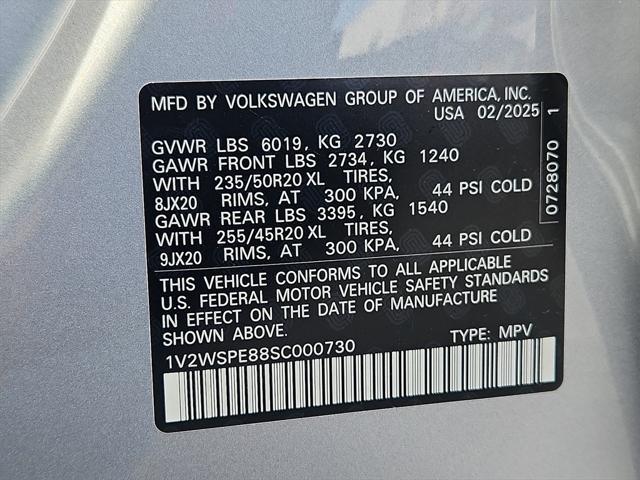 MFD BY VOLKSWAGEN GROUP OF AMERICA, INC.
USA 02/2025
GVWR LBS 6019, KG 2730
GAWR FRONT LBS 2734, KG 1240
WITH 235/50R20 XL TIRES,
8JX20 RIMS, AT 300 KPA, 44 PSI COLD
GAWR REAR LBS 3395, KG 1540
WITH 255/45R20 XL TIRES,
9JX20 RIMS, AT 300 KPA, 44 PSI COLD
0728070 1
THIS VEHICLE CONFORMS TO ALL APPLICABLE
U.S. FEDERAL MOTOR VEHICLE SAFETY STANDARDS
IN EFFECT ON THE DATE OF MANUFACTURE
SHOWN ABOVE.
TYPE: MPV
1V2WSPE88SC000730